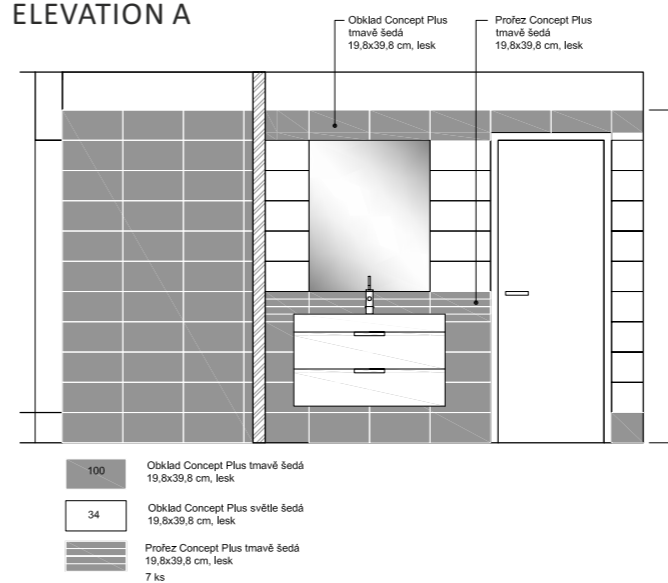 ELEVATION A
Obklad Concept Plus
tmavě šedá
19,8x39,8 cm, lesk
Prořez Concept Plus
tmavě šedá
19,8x39,8 cm, lesk
100
Obklad Concept Plus tmavě šedá
19,8x39,8 cm, lesk
34
Obklad Concept Plus světle šedá
19,8x39,8 cm, lesk
Prořez Concept Plus tmavě šedá
19,8x39,8 cm, lesk
7 ks